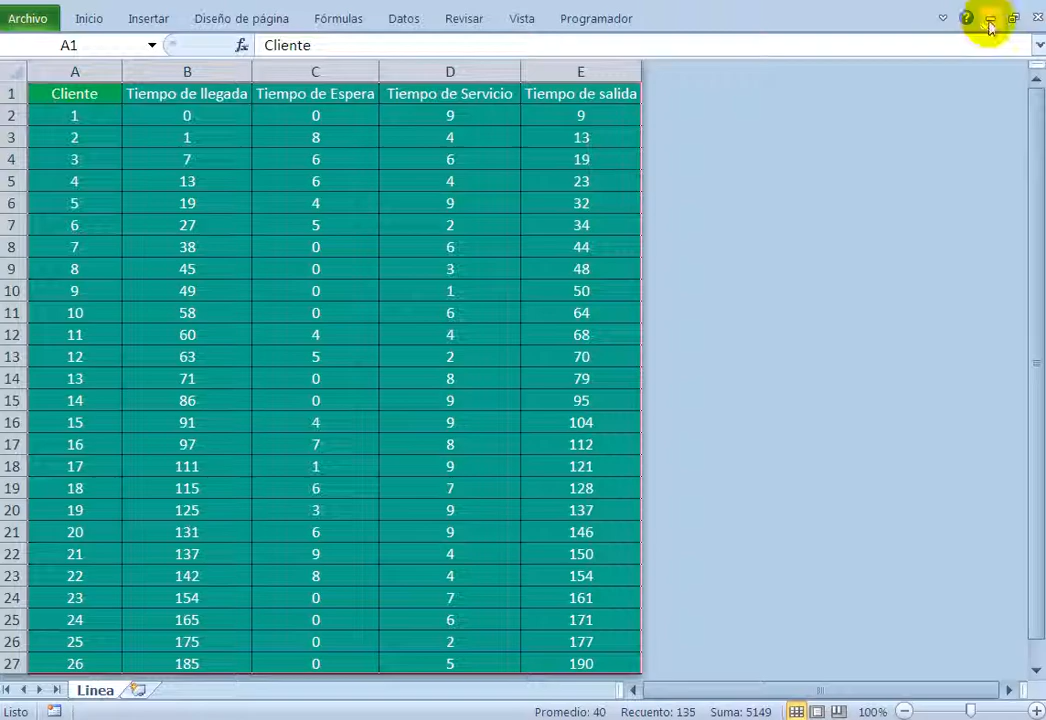 Archivo Inicio Insertar Diseño de página Fórmulas Datos Revisar Vista Programador
A1 fx Cliente
A B C D E
1 Cliente Tiempo de llegada Tiempo de Espera Tiempo de Servicio Tiempo de salida
2 1 0 0 9 9
3 2 1 8 4 13
4 3 7 6 6 19
5 4 13 6 4 23
6 5 19 4 9 32
7 6 27 5 2 34
8 7 38 0 6 44
9 8 45 0 3 48
10 9 49 0 1 50
11 10 58 0 6 64
12 11 60 4 4 68
13 12 63 5 2 70
14 13 71 0 8 79
15 14 86 0 9 95
16 15 91 4 9 104
17 16 97 7 8 112
18 17 111 1 9 121
19 18 115 6 7 128
20 19 125 3 9 137
21 20 131 6 9 146
22 21 137 9 4 150
23 22 142 8 4 154
24 23 154 0 7 161
25 24 165 0 6 171
26 25 175 0 2 177
27 26 185 0 5 190
Linea
Listo Promedio: 40 Recuento: 135 Suma: 5149 100%